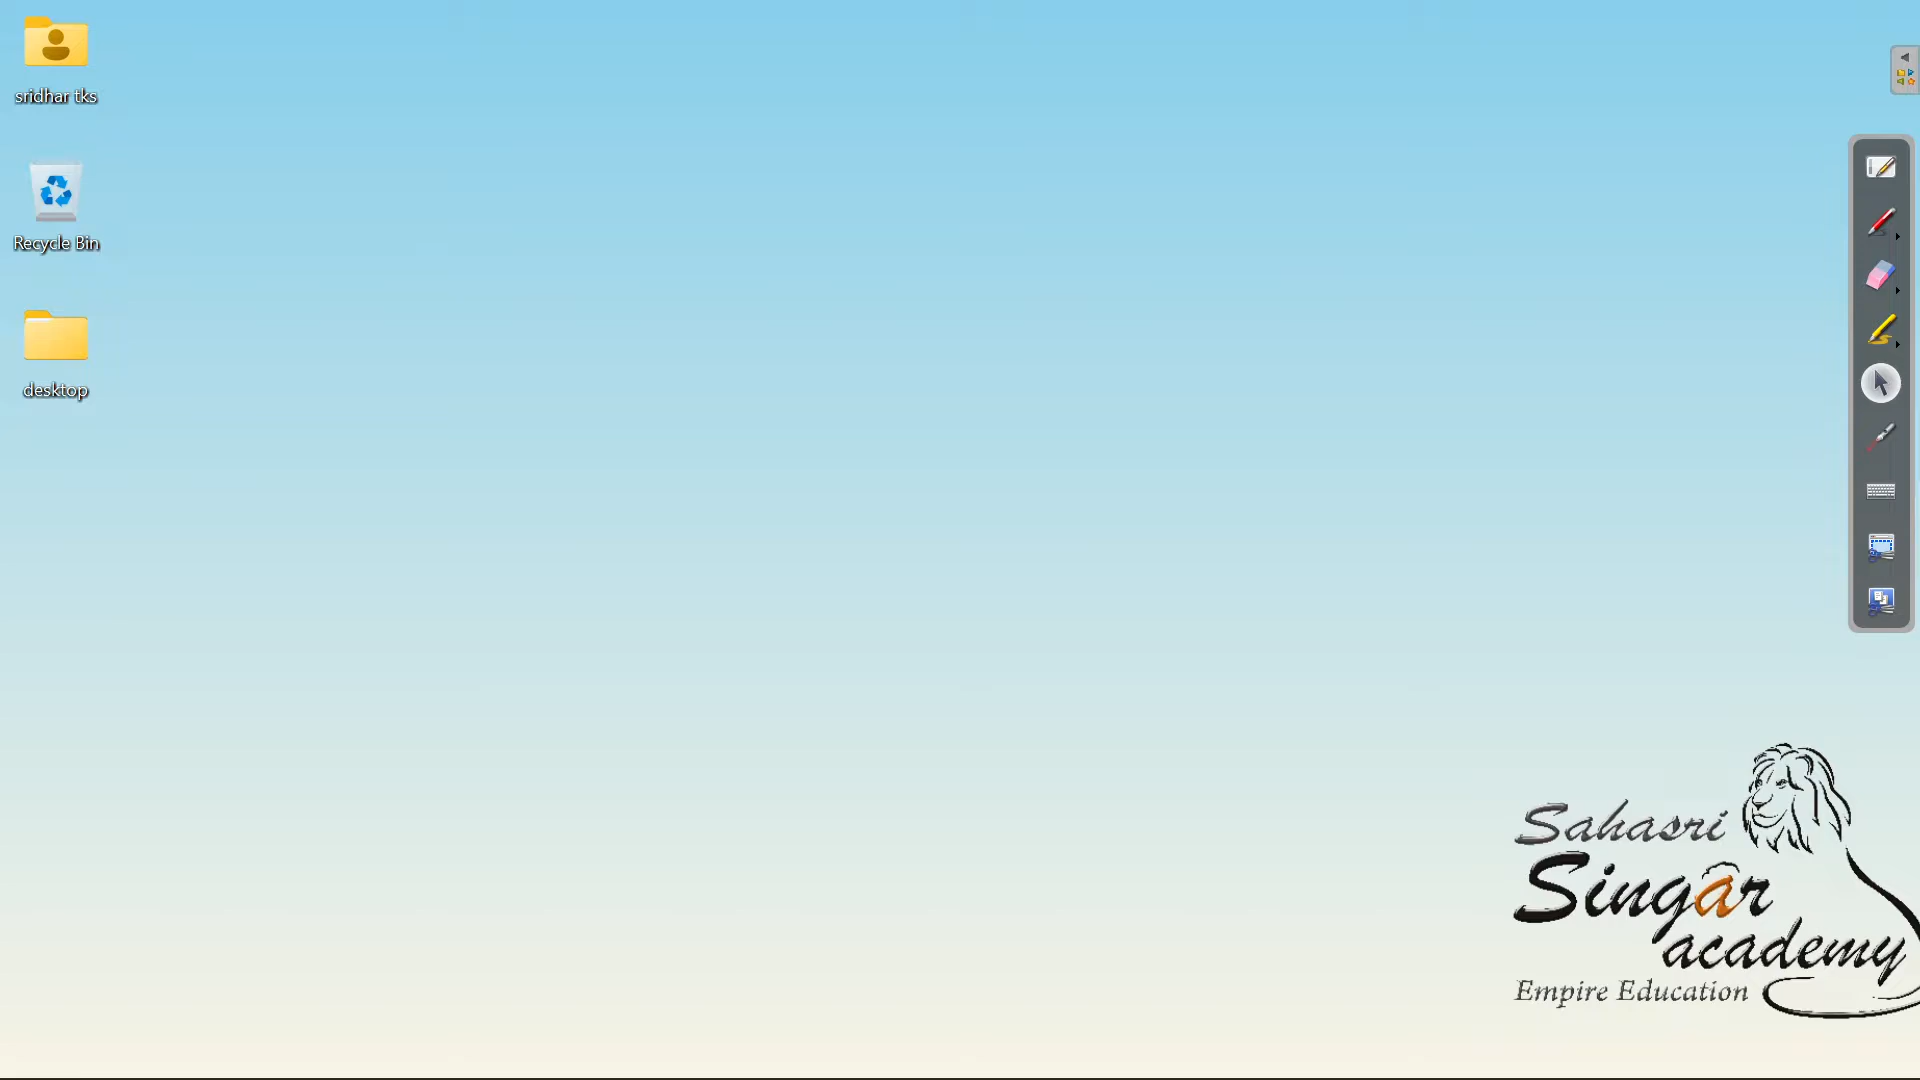 sridhar tks
Recycle Bin
desktop
Sahasri
Singar
academy
Empire Education